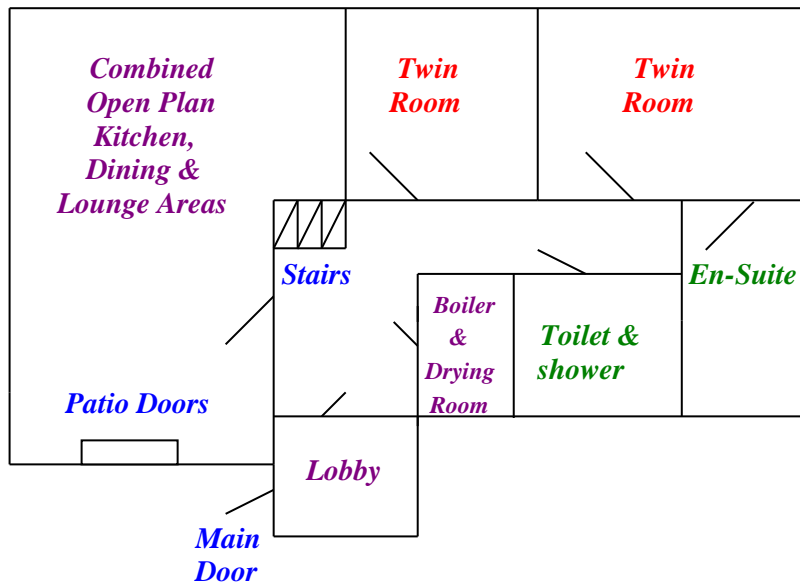 Combined
Open Plan
Kitchen,
Dining &
Lounge Areas
Twin
Room
Twin
Room
Stairs
En-Suite
Boiler
&
Drying
Room
Toilet &
shower
Patio Doors
Lobby
Main
Door